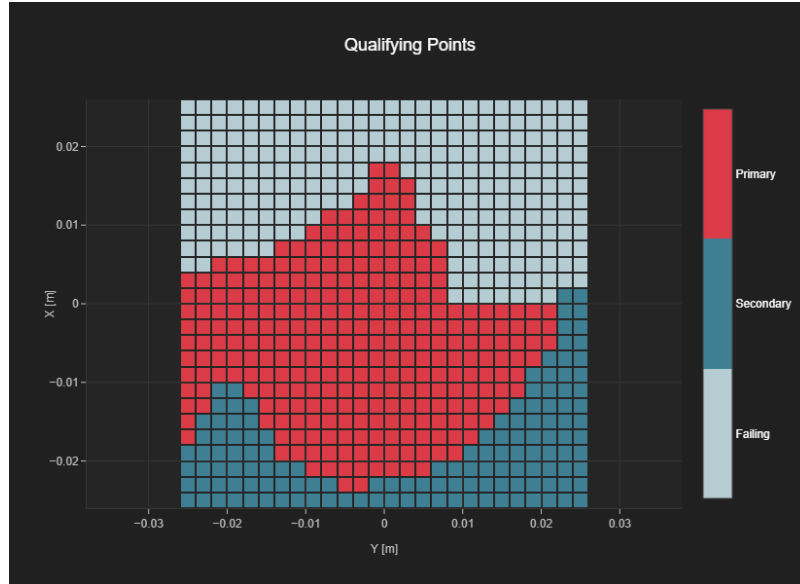 Qualifying Points
Primary
Secondary
Failing
X [m]
0.02
0.01
0
−0.01
−0.02
−0.03
−0.02
−0.01
0
0.01
0.02
0.03
Y [m]